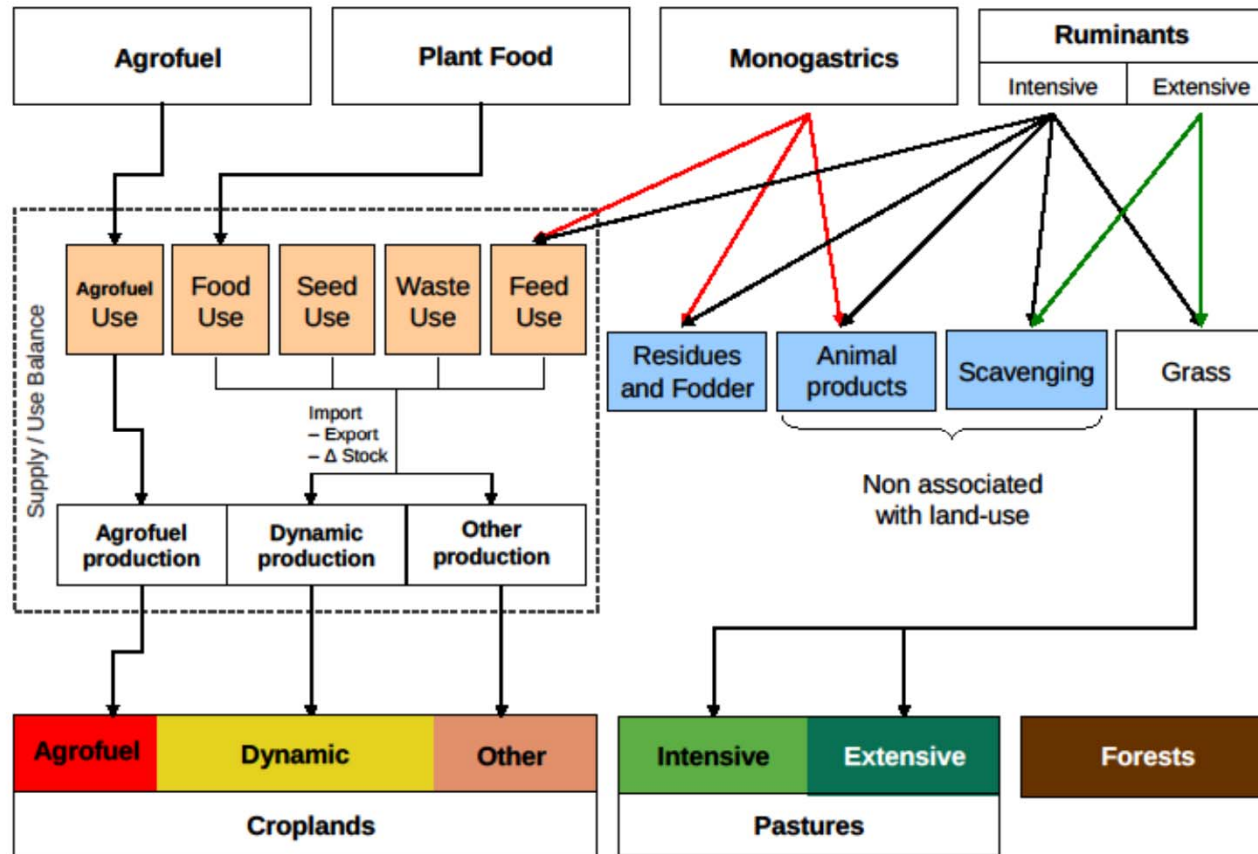 Agrofuel
Plant Food
Monogastrics
Ruminants
Intensive
Extensive
Supply / Use Balance
Agrofuel
Use
Food
Use
Seed
Use
Waste
Use
Feed
Use
Residues
and Fodder
Animal
products
Scavenging
Grass
Import
– Export
– Δ Stock
Non associated
with land-use
Agrofuel
production
Dynamic
production
Other
production
Agrofuel
Dynamic
Other
Croplands
Intensive
Extensive
Pastures
Forests